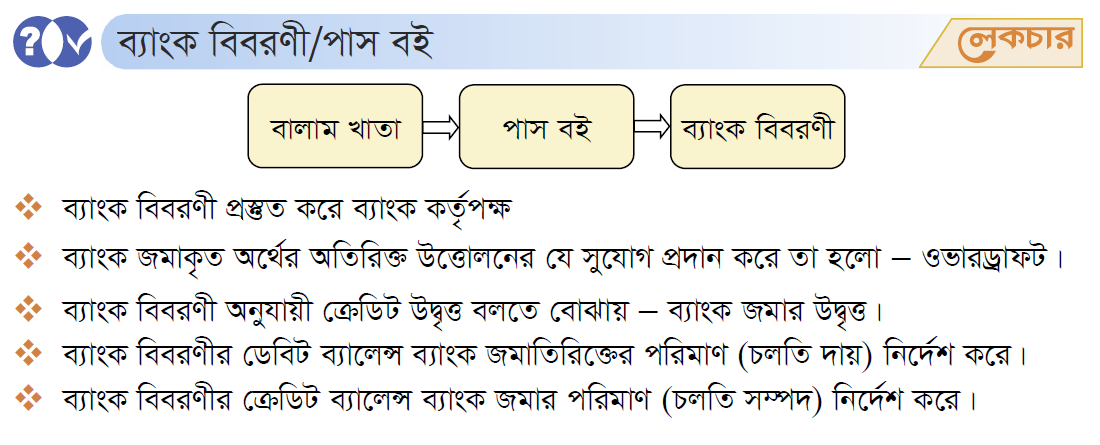 ব্যাংক বিবরণী/পাস বই
লেকচার
বালাম খাতা পাস বই ব্যাংক বিবরণী
ব্যাংক বিবরণী প্রস্তুত করে ব্যাংক কর্তৃপক্ষ
ব্যাংক জমাকৃত অর্থের অতিরিক্ত উত্তোলনের যে সুযোগ প্রদান করে তা হলো – ওভারড্রাফট।
ব্যাংক বিবরণী অনুযায়ী ক্রেডিট উদ্বৃত্ত বলতে বোঝায় – ব্যাংক জমার উদ্বৃত্ত।
ব্যাংক বিবরণীর ডেবিট ব্যালেন্স ব্যাংক জমাতিরিক্তের পরিমাণ (চলতি দায়) নির্দেশ করে।
ব্যাংক বিবরণীর ক্রেডিট ব্যালেন্স ব্যাংক জমার পরিমাণ (চলতি সম্পদ) নির্দেশ করে।